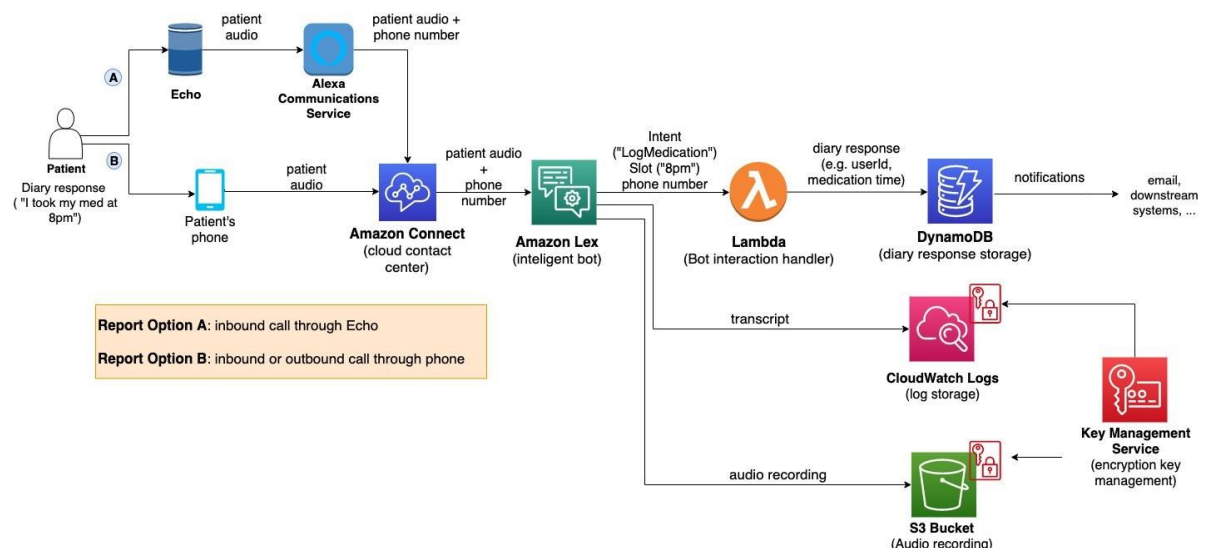 patient
audio
patient audio +
phone number
A
Echo
Alexa
Communications
Service
B
Patient
Diary response
( "I took my med at
8pm")
Patient's
phone
patient
audio
Amazon Connect
(cloud contact
center)
patient audio
+
phone
number
Amazon Lex
(inteligent bot)
Intent
("LogMedication")
Slot ("8pm")
phone number
Lambda
(Bot interaction handler)
diary response
(e.g. userId,
medication time)
DynamoDB
(diary response storage)
notifications
email,
downstream
systems, ...
Report Option A: inbound call through Echo
Report Option B: inbound or outbound call through phone
transcript
CloudWatch Logs
(log storage)
Key Management
Service
(encryption key
management)
audio recording
S3 Bucket
(Audio recording)